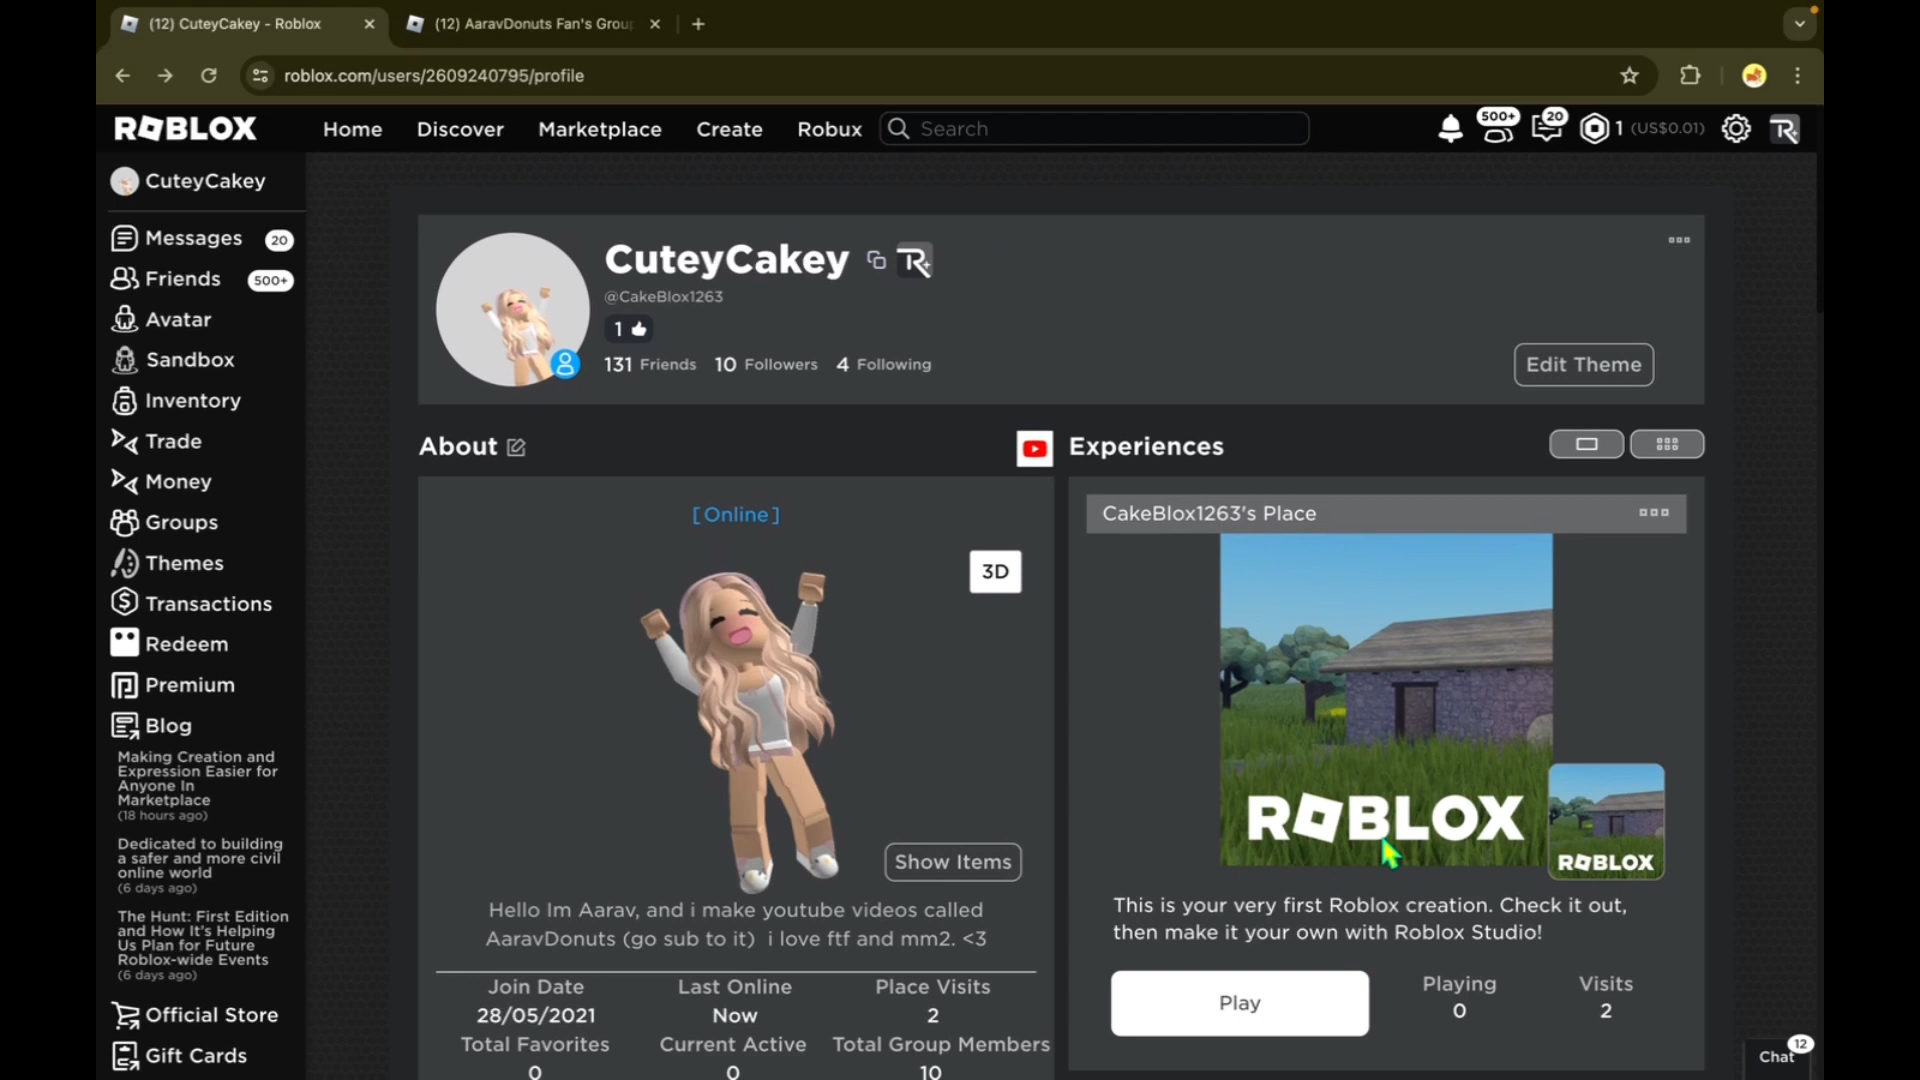 (12) CuteyCakey - Roblox
(12) AaravDonuts Fan's Grou
roblox.com/users/2609240795/profile
ROBLOX
Home
Discover
Marketplace
Create
Robux
Search
500+
20
1 (US$0.01)
CuteyCakey
Messages 20
Friends 500+
Avatar
Sandbox
Inventory
Trade
Money
Groups
Themes
Transactions
Redeem
Premium
Blog
Making Creation and
Expression Easier for
Anyone In
Marketplace
(18 hours ago)
Dedicated to building
a safer and more civil
online world
(6 days ago)
The Hunt: First Edition
and How It's Helping
Us Plan for Future
Roblox-wide Events
(6 days ago)
Official Store
Gift Cards
CuteyCakey
@CakeBlox1263
1
131 Friends 10 Followers 4 Following
Edit Theme
About
[ Online ]
3D
Show Items
Hello Im Aarav, and i make youtube videos called
AaravDonuts (go sub to it) i love ftf and mm2. <3
Join Date Last Online Place Visits
28/05/2021 Now 2
Total Favorites Current Active Total Group Members
0 0 10
Experiences
CakeBlox1263's Place
ROBLOX
ROBLOX
This is your very first Roblox creation. Check it out,
then make it your own with Roblox Studio!
Play
Playing Visits
0 2
Chat 12